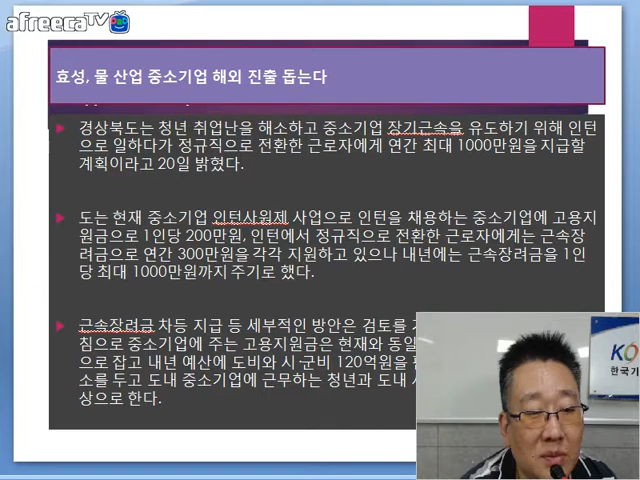 afreecaTV
효성, 물 산업 중소기업 해외 진출 돕는다
경상북도는 청년 취업난을 해소하고 중소기업 장기근속을 유도하기 위해 인턴
으로 일하다가 정규직으로 전환한 근로자에게 연간 최대 1000만원을 지급할
계획이라고 20일 밝혔다.
도는 현재 중소기업 인턴사원제 사업으로 인턴을 채용하는 중소기업에 고용지
원금으로 1인당 200만원, 인턴에서 정규직으로 전환한 근로자에게는 근속장
려금으로 연간 300만원을 각각 지원하고 있으나 내년에는 근속장려금을 1인
당 최대 1000만원까지 주기로 했다.
근속장려금 차등 지급 등 세부적인 방안은 검토를
침으로 중소기업에 주는 고용지원금은 현재와 동일
으로 잡고 내년 예산에 도비와 시·군비 120억원을
소를 두고 도내 중소기업에 근무하는 청년과 도내
상으로 한다.
KO
한국기